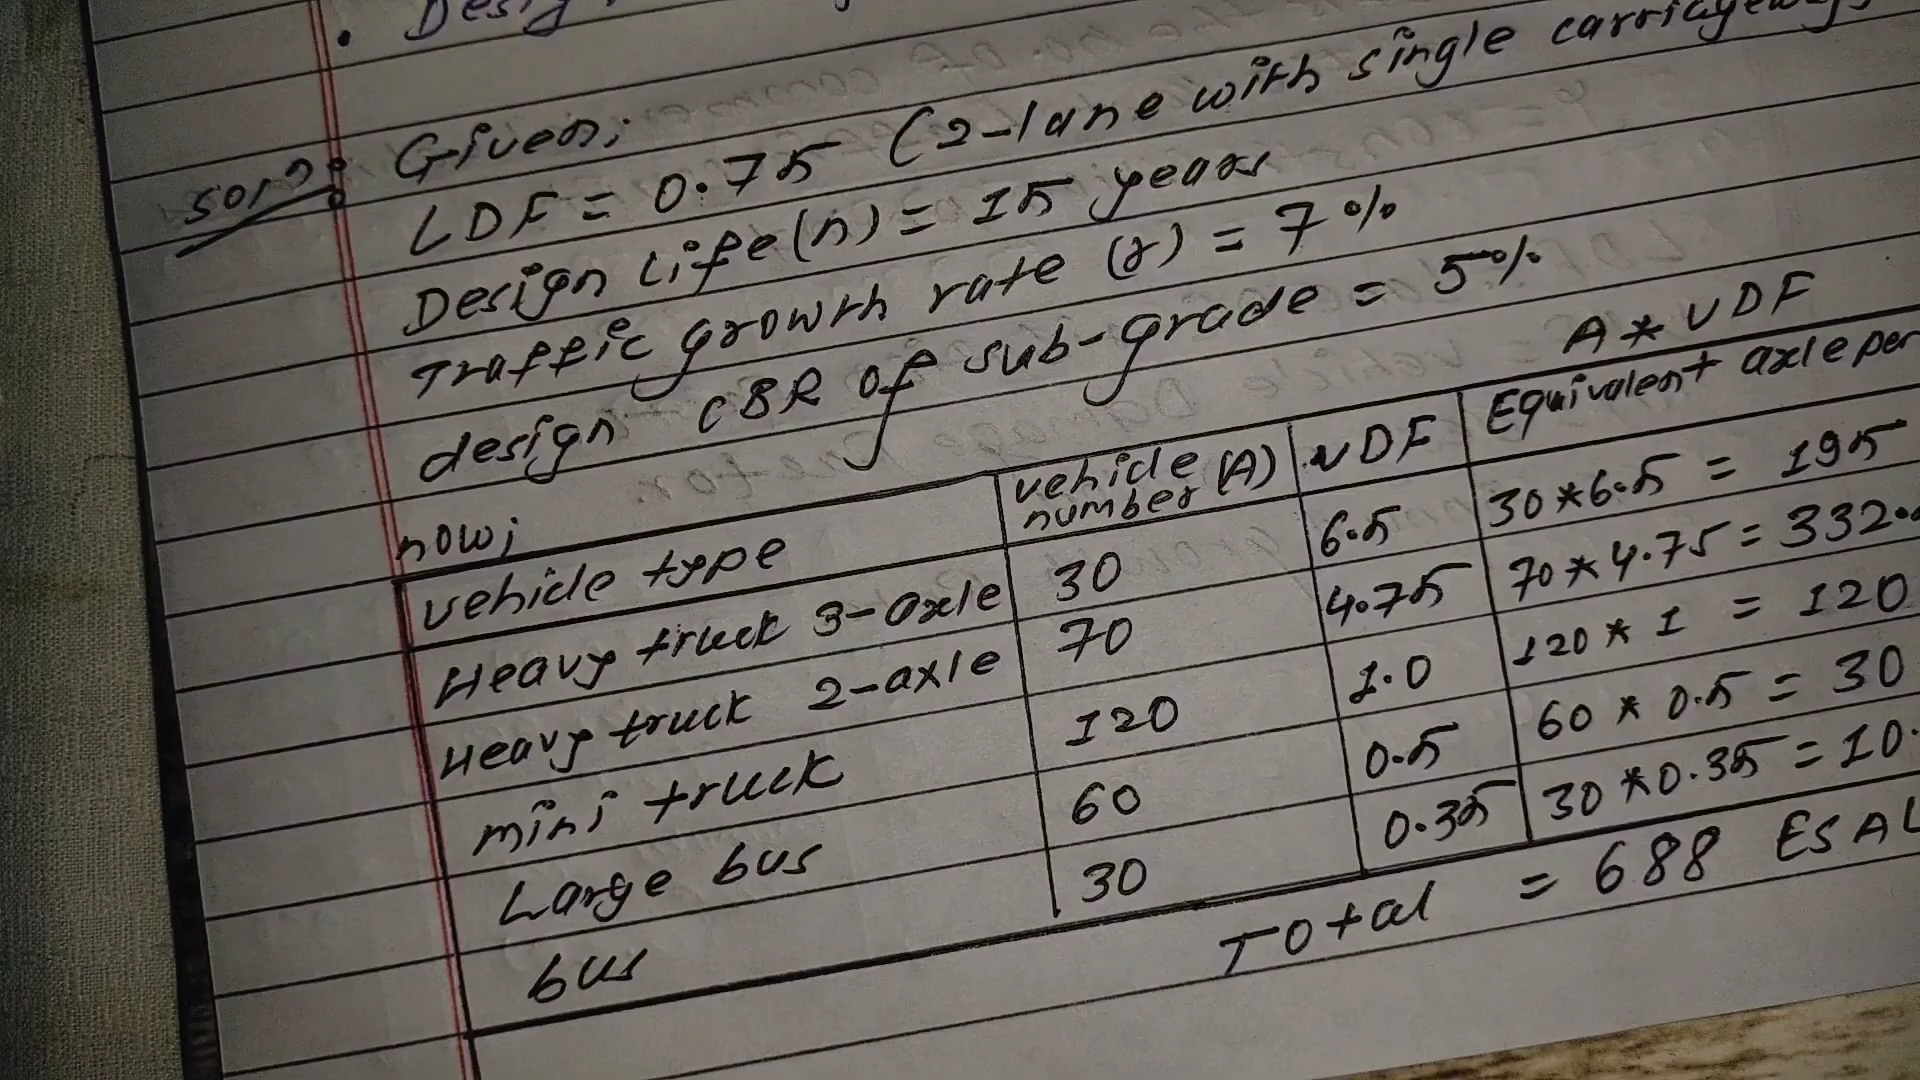 . Desig
soln: Given;
LDF = 0.75 (2-lane with single carriageway
Design Life(n) = 15 years
Traffic growth rate (r) = 7%
design CBR of sub-grade = 5%
now;
A * VDF
vehicle type vehicle number (A) VDF Equivalent axle per
Heavy truck 3-axle 30 6.5 30*6.5 = 195
Heavy truck 2-axle 70 4.75 70*4.75 = 332.
mini truck 120 1.0 120 * 1 = 120
Large bus 60 0.5 60 * 0.5 = 30
bus 30 0.35 30*0.35 = 10.
Total = 688 ESAL